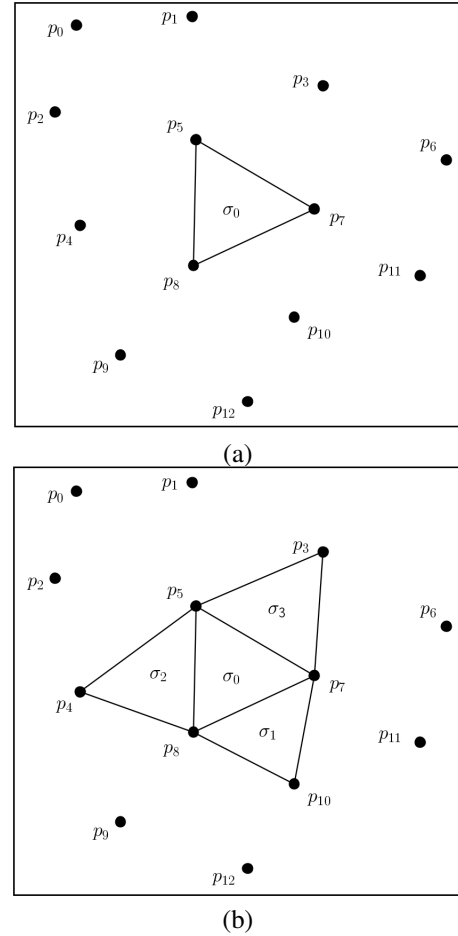 p₀
p₁
p₃
p₂
p₅
p₆
σ₀
p₇
p₄
p₈
p₁₁
p₁₀
p₉
p₁₂
(a)
p₀
p₁
p₃
p₂
p₅
σ₃
p₆
σ₂
σ₀
p₇
p₄
p₈
σ₁
p₁₁
p₁₀
p₉
p₁₂
(b)